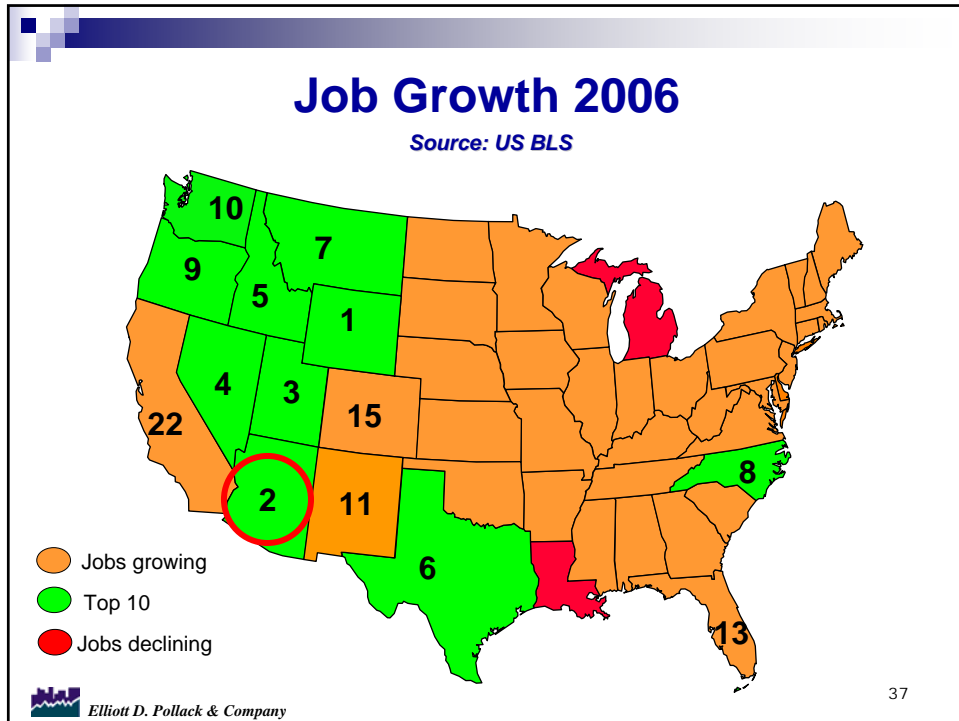 Job Growth 2006
Source: US BLS
10
7
9
5
1
4
3
15
22
8
2
11
6
13
Jobs growing
Top 10
Jobs declining
Elliott D. Pollack & Company
37